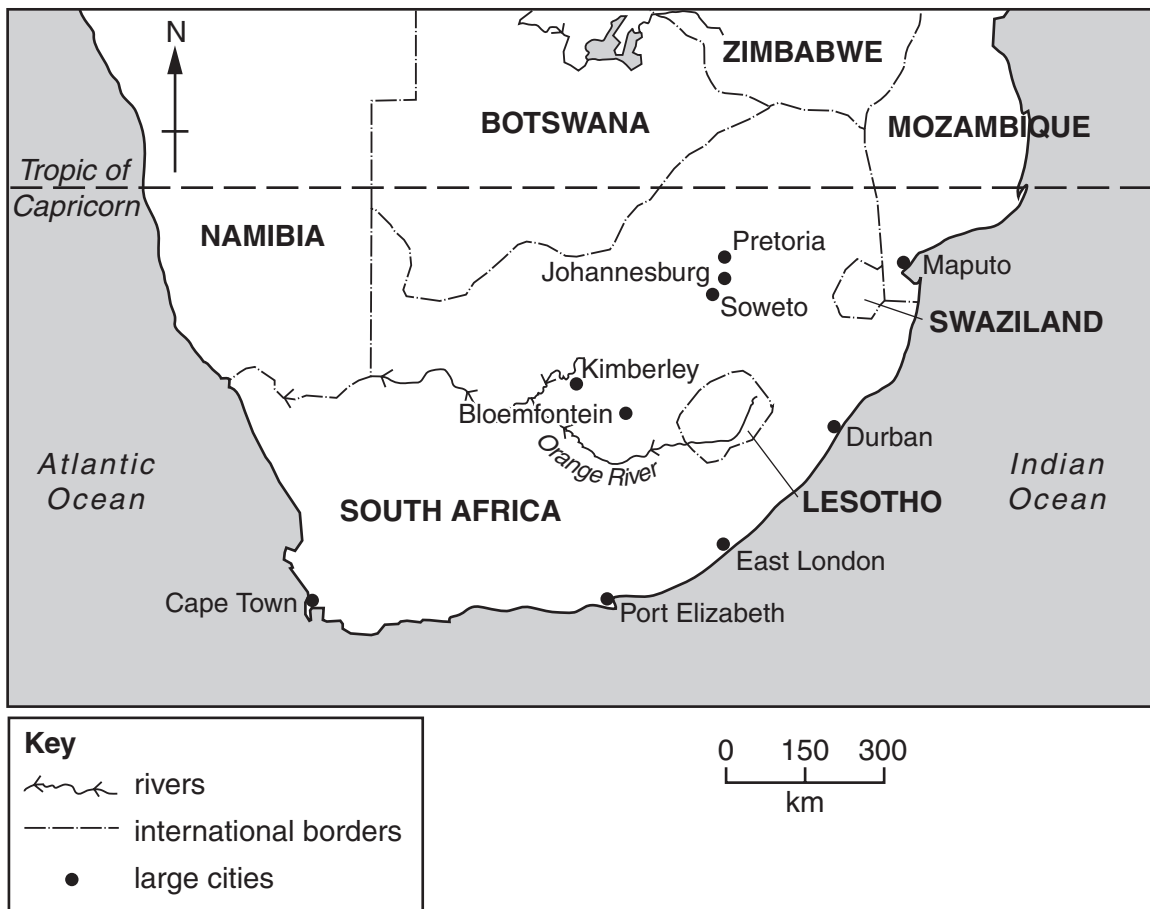 N
ZIMBABWE
BOTSWANA
MOZAMBIQUE
Tropic of
Capricorn
NAMIBIA
Pretoria
Johannesburg
Maputo
Soweto
SWAZILAND
Kimberley
Bloemfontein
Durban
Orange River
Atlantic
Ocean
Indian
Ocean
SOUTH AFRICA
LESOTHO
East London
Cape Town
Port Elizabeth
Key
rivers
international borders
large cities
0 150 300
km